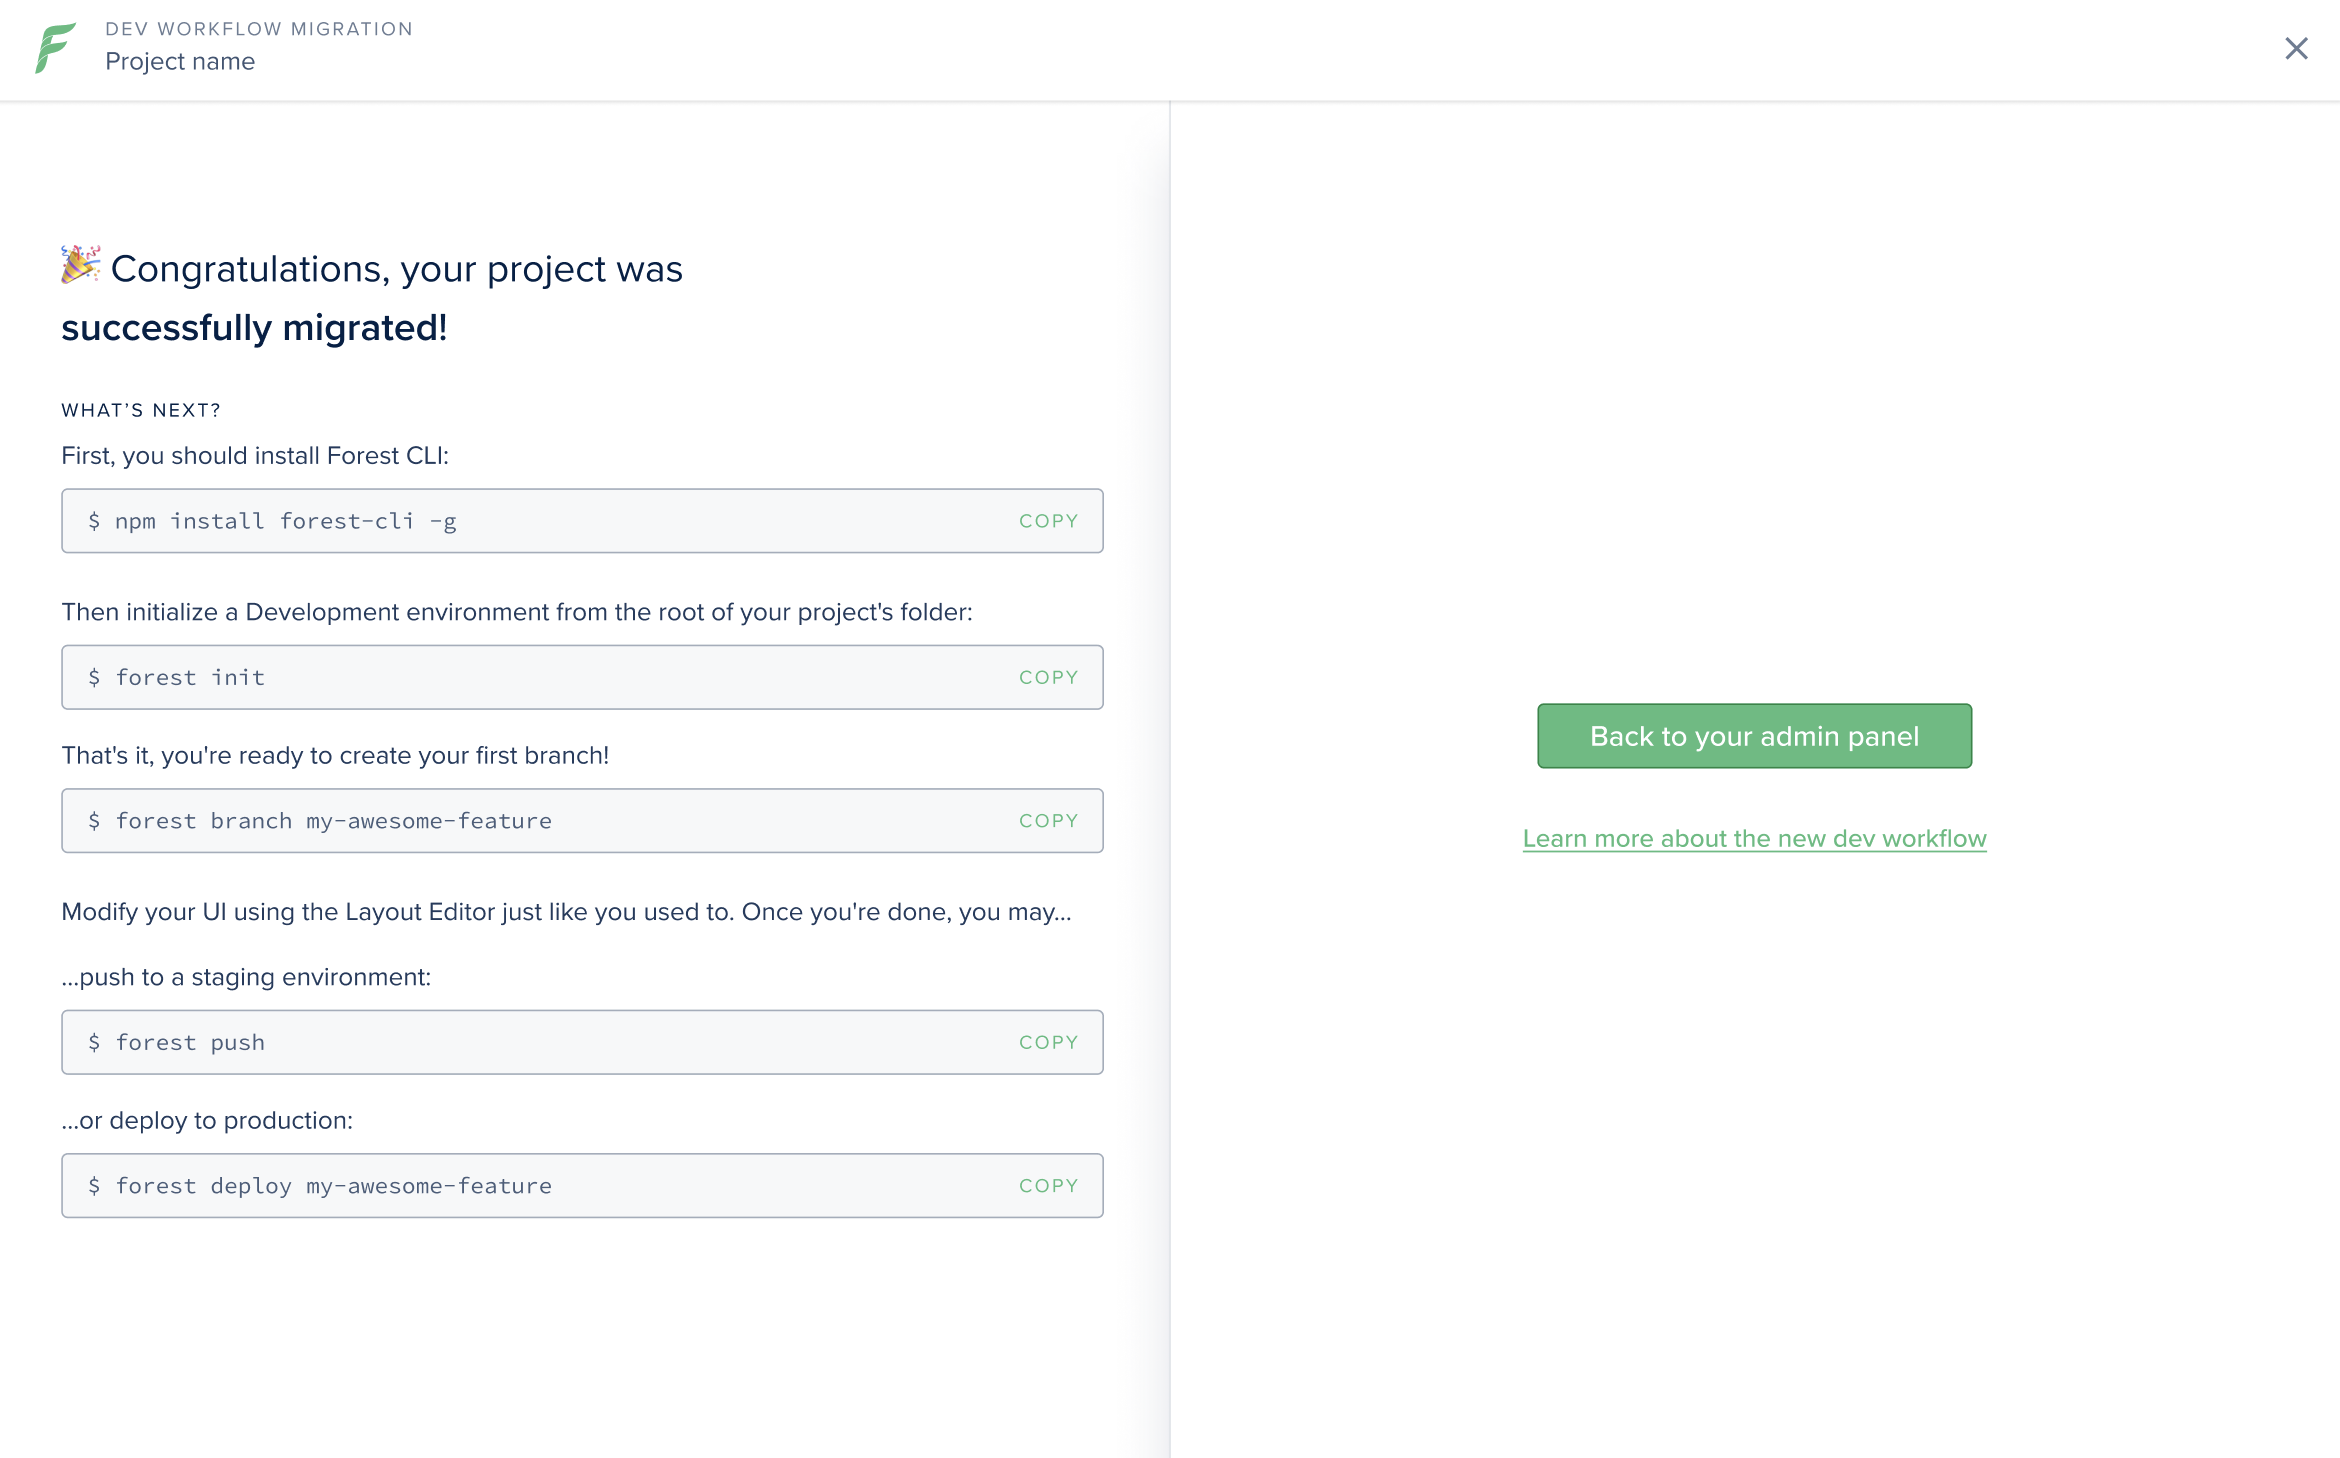 DEV WORKFLOW MIGRATION
Project name
Congratulations, your project was
successfully migrated!
WHAT’S NEXT?
First, you should install Forest CLI:
$ npm install forest-cli -g
COPY
Then initialize a Development environment from the root of your project's folder:
$ forest init
COPY
That's it, you're ready to create your first branch!
$ forest branch my-awesome-feature
COPY
Modify your UI using the Layout Editor just like you used to. Once you're done, you may...
...push to a staging environment:
$ forest push
COPY
...or deploy to production:
$ forest deploy my-awesome-feature
COPY
Back to your admin panel
Learn more about the new dev workflow